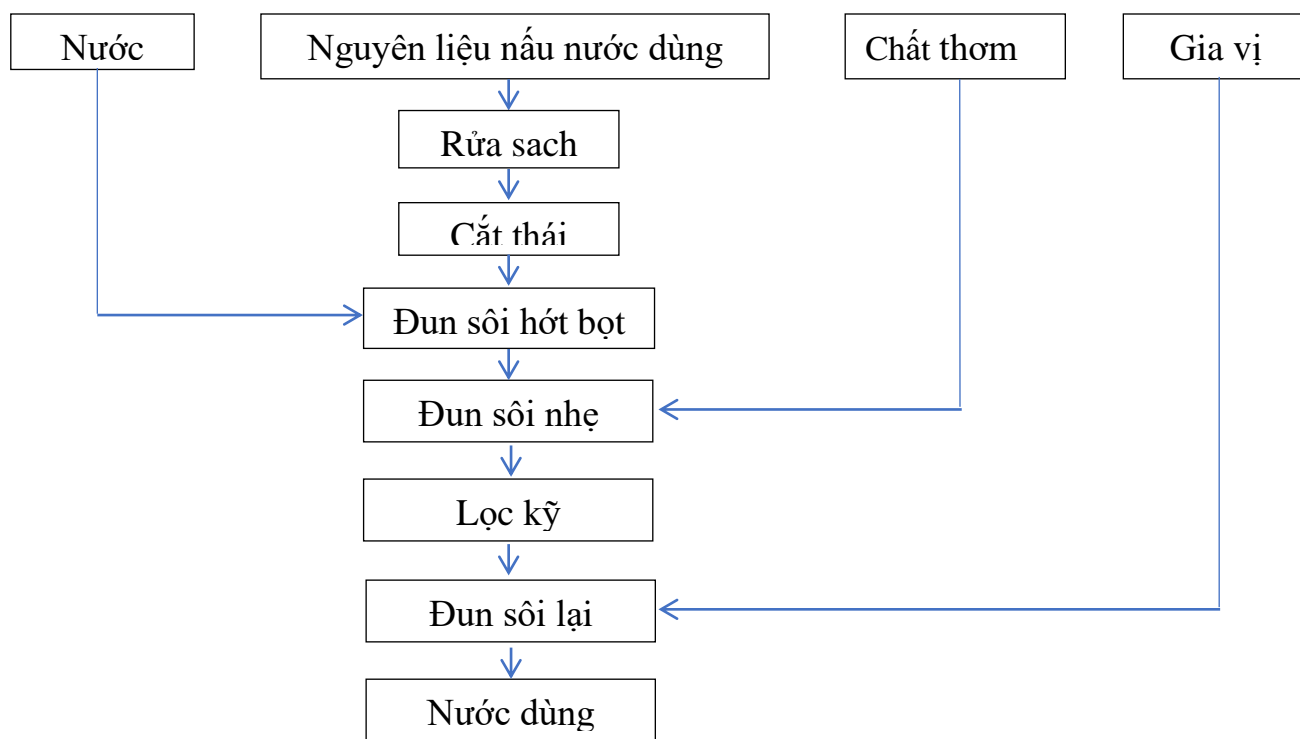 Nước
Nguyên liệu nấu nước dùng
Chất thơm
Gia vị
Rửa sach
Cắt thái
Đun sôi hớt bọt
Đun sôi nhẹ
Lọc kỹ
Đun sôi lại
Nước dùng